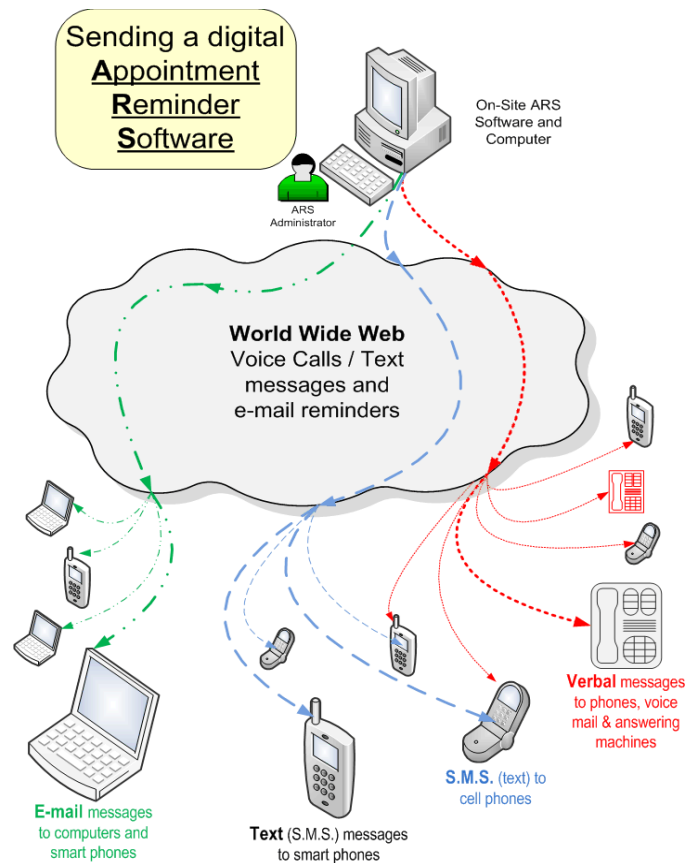 Sending a digital
Appointment
Reminder
Software
On-Site ARS
Software and
Computer
ARS
Administrator
World Wide Web
Voice Calls / Text
messages and
e-mail reminders
Verbal messages
to phones, voice
mail & answering
machines
S.M.S. (text) to
cell phones
E-mail messages
to computers and
smart phones
Text (S.M.S.) messages
to smart phones